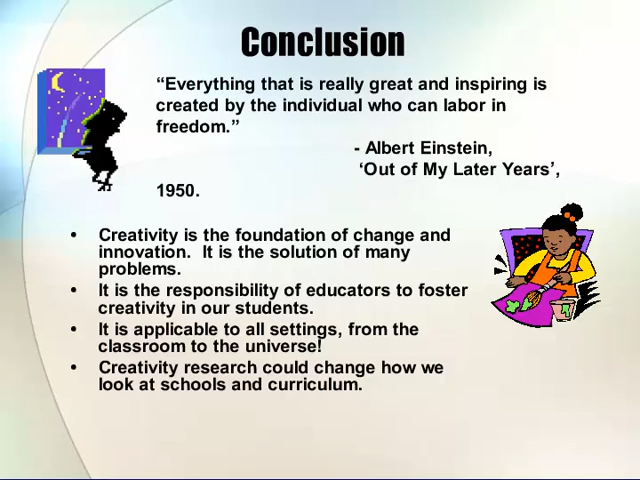 Conclusion
“Everything that is really great and inspiring is
created by the individual who can labor in
freedom.”
- Albert Einstein,
‘Out of My Later Years’,
1950.
• Creativity is the foundation of change and
innovation.  It is the solution of many
problems.
• It is the responsibility of educators to foster
creativity in our students.
• It is applicable to all settings, from the
classroom to the universe!
• Creativity research could change how we
look at schools and curriculum.